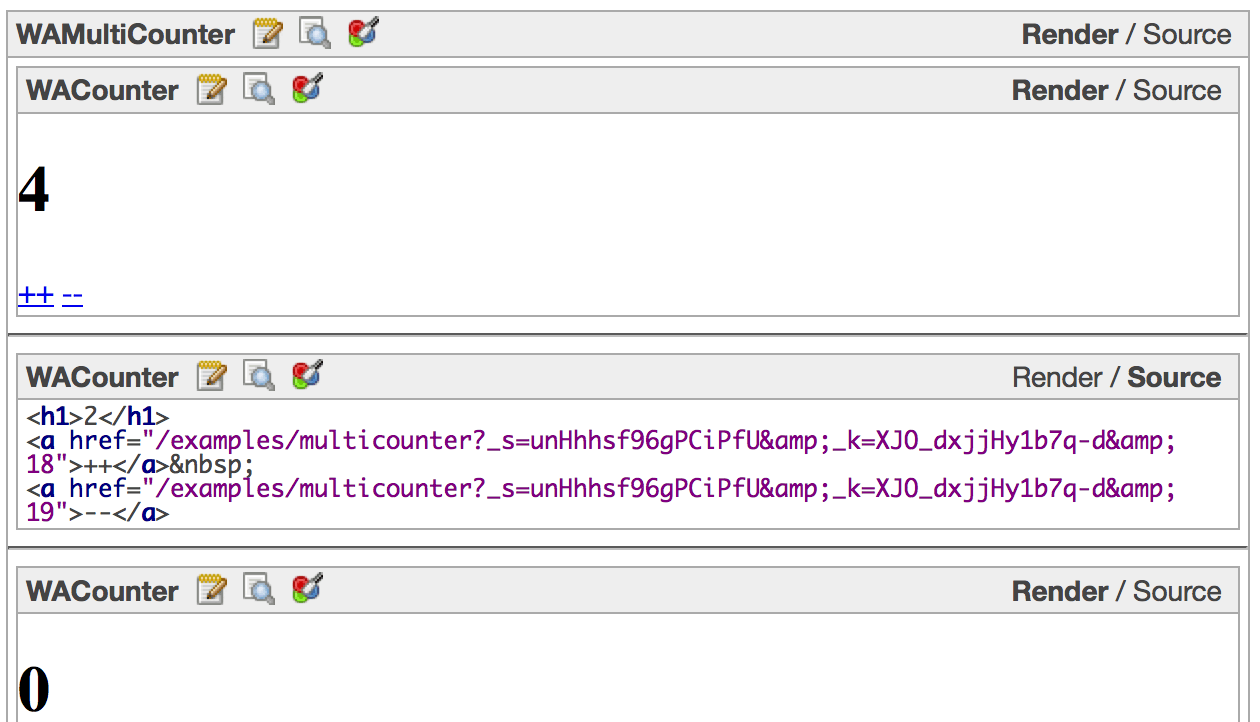 WAMultiCounter Render / Source
WACounter Render / Source
4
++ --
WACounter Render / Source
<h1>2</h1>
<a href="/examples/multicounter?_s=unHhhsf96gPCiPfU&amp;_k=XJO_dxjjHy1b7q-d&amp;
18">++</a>&nbsp;
<a href="/examples/multicounter?_s=unHhhsf96gPCiPfU&amp;_k=XJO_dxjjHy1b7q-d&amp;
19">--</a>
WACounter Render / Source
0